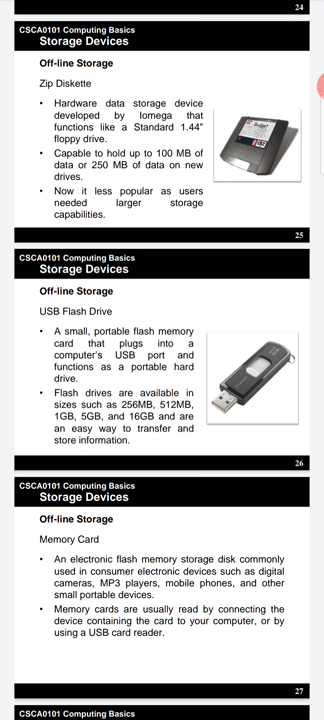 24
CSCA0101 Computing Basics
Storage Devices
Off-line Storage
Zip Diskette
• Hardware data storage device
developed by Iomega that
functions like a Standard 1.44"
floppy drive.
• Capable to hold up to 100 MB of
data or 250 MB of data on new
drives.
• Now it less popular as users
needed larger storage
capabilities.
25
CSCA0101 Computing Basics
Storage Devices
Off-line Storage
USB Flash Drive
• A small, portable flash memory
card that plugs into a
computer's USB port and
functions as a portable hard
drive.
• Flash drives are available in
sizes such as 256MB, 512MB,
1GB, 5GB, and 16GB and are
an easy way to transfer and
store information.
26
CSCA0101 Computing Basics
Storage Devices
Off-line Storage
Memory Card
• An electronic flash memory storage disk commonly
used in consumer electronic devices such as digital
cameras, MP3 players, mobile phones, and other
small portable devices.
• Memory cards are usually read by connecting the
device containing the card to your computer, or by
using a USB card reader.
27
CSCA0101 Computing Basics